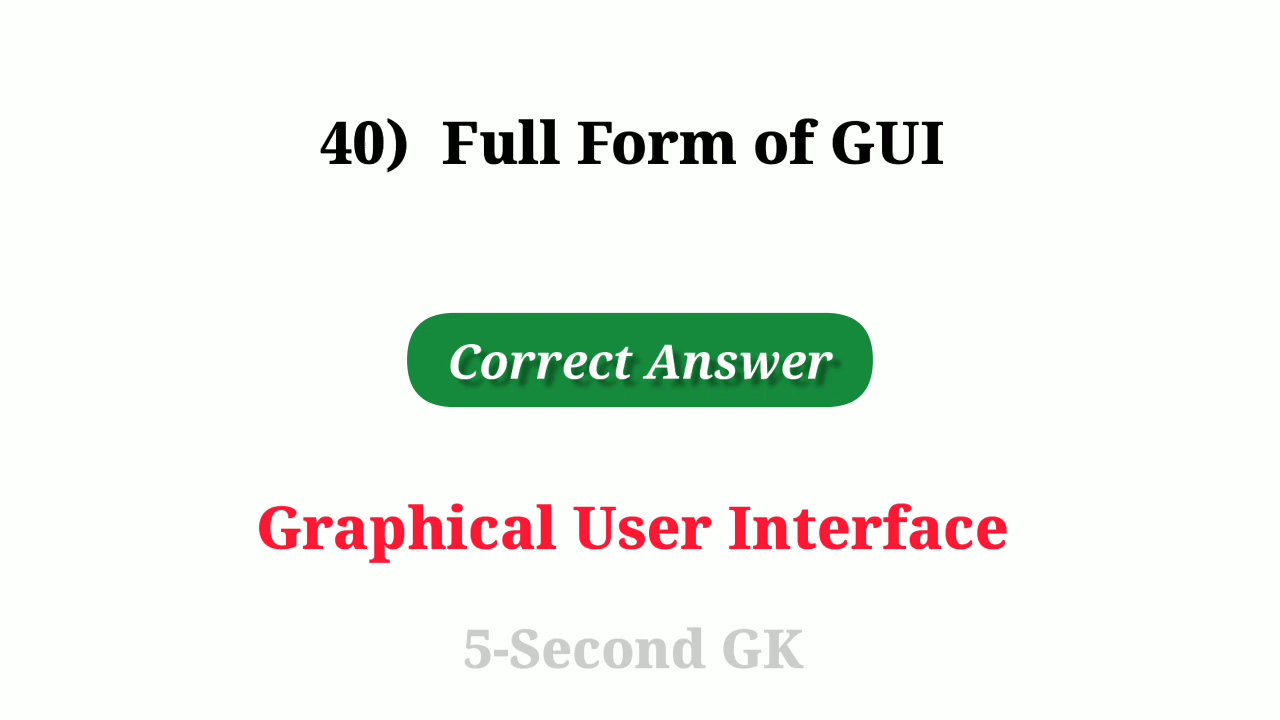 40) Full Form of GUI
Correct Answer
Graphical User Interface
5-Second GK